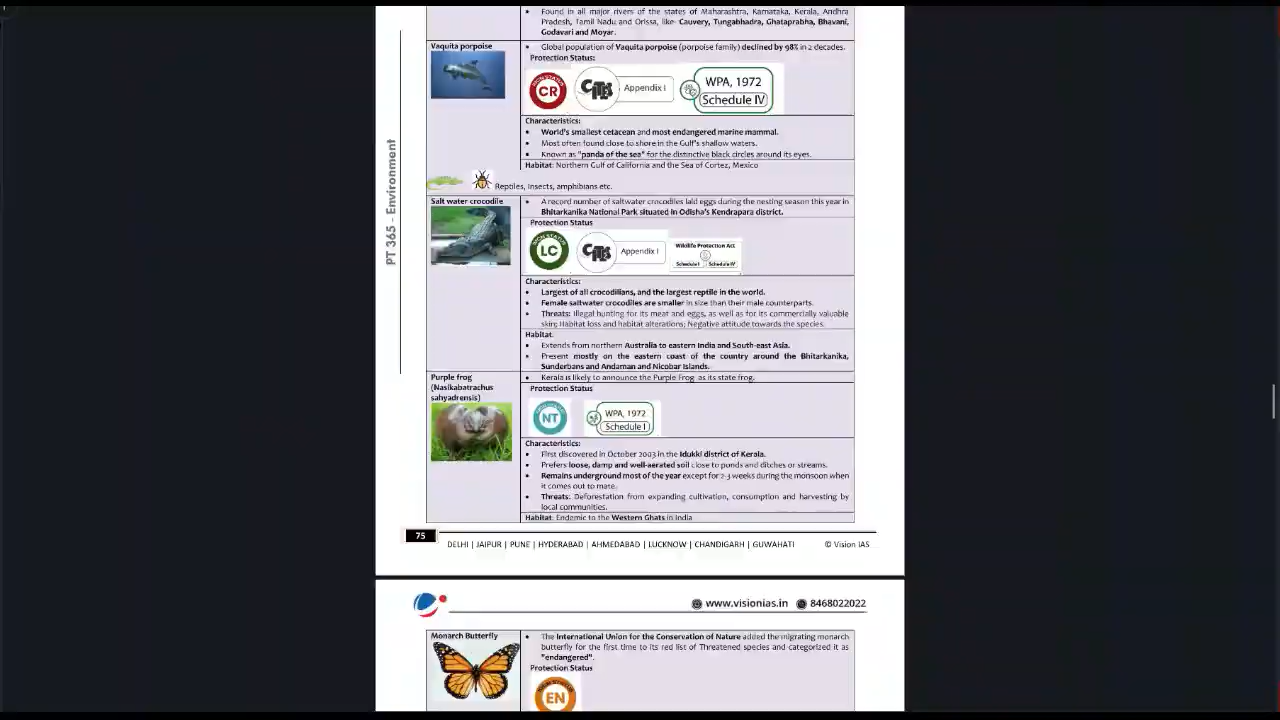 • Found in all major rivers of the states of Maharashtra, Karnataka, Kerala, Andhra
Pradesh, Tamil Nadu and Orissa, like- Cauvery, Tungabhadra, Ghataprabha, Bhavani,
Godavari and Moyar.
Vaquita porpoise
• Global population of Vaquita porpoise (porpoise family) declined by 98% in 2 decades.
Protection Status:
CR
CITES
Appendix I
WPA, 1972
Schedule IV
Characteristics:
• World's smallest cetacean and most endangered marine mammal.
• Most often found close to shore in the Gulf's shallow waters.
• Known as "panda of the sea" for the distinctive black circles around its eyes.
Habitat: Northern Gulf of California and the Sea of Cortez, Mexico
Reptiles, Insects, amphibians etc.
Salt water crocodile
• A record number of saltwater crocodiles laid eggs during the nesting season this year in
Bhitarkanika National Park situated in Odisha's Kendrapara district.
Protection Status
LC
CITES
Appendix I
Wildlife Protection Act
Schedule I Schedule IV
Characteristics:
• Largest of all crocodilians, and the largest reptile in the world.
• Female saltwater crocodiles are smaller in size than their male counterparts.
• Threats: Illegal hunting for its meat and eggs, as well as for its commercially valuable
skin; Habitat loss and habitat alterations; Negative attitude towards the species.
Habitat:
• Extends from northern Australia to eastern India and South-east Asia.
• Present mostly on the eastern coast of the country around the Bhitarkanika,
Sunderbans and Andaman and Nicobar Islands.
Purple frog
(Nasikabatrachus
sahyadrensis)
• Kerala is likely to announce the Purple Frog as its state frog.
Protection Status
NT
WPA, 1972
Schedule I
Characteristics:
• First discovered in October 2003 in the Idukki district of Kerala.
• Prefers loose, damp and well-aerated soil close to ponds and ditches or streams.
• Remains underground most of the year except for 2-3 weeks during the monsoon when
it comes out to mate.
• Threats: Deforestation from expanding cultivation, consumption and harvesting by
local communities.
Habitat: Endemic to the Western Ghats in India
PT 365 - Environment
75
DELHI | JAIPUR | PUNE | HYDERABAD | AHMEDABAD | LUCKNOW | CHANDIGARH | GUWAHATI
© Vision IAS
www.visionias.in 8468022022
Monarch Butterfly
• The International Union for the Conservation of Nature added the migrating monarch
butterfly for the first time to its red list of Threatened species and categorized it as
"endangered".
Protection Status
EN